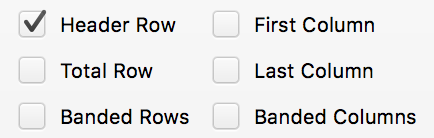 Header Row First Column
Total Row Last Column
Banded Rows Banded Columns